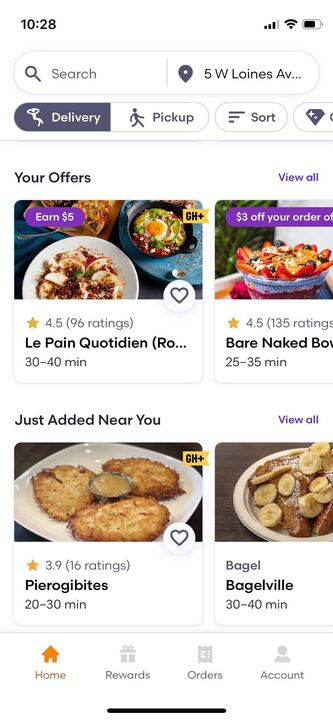 10:28
Search
5 W Loines Av...
Delivery
Pickup
Sort
Your Offers
View all
Earn $5
GH+
$3 off your order of
4.5 (96 ratings)
Le Pain Quotidien (Ro...
30–40 min
4.5 (135 ratings
Bare Naked Bow
25–35 min
Just Added Near You
View all
GH+
3.9 (16 ratings)
Pierogibites
20–30 min
Bagel
Bagelville
30–40 min
Home
Rewards
Orders
Account